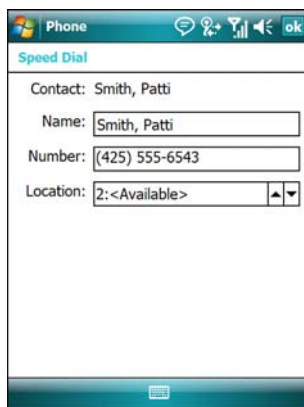 Phone
ok
Speed Dial
Contact: Smith, Patti
Name: Smith, Patti
Number: (425) 555-6543
Location: 2:<Available>